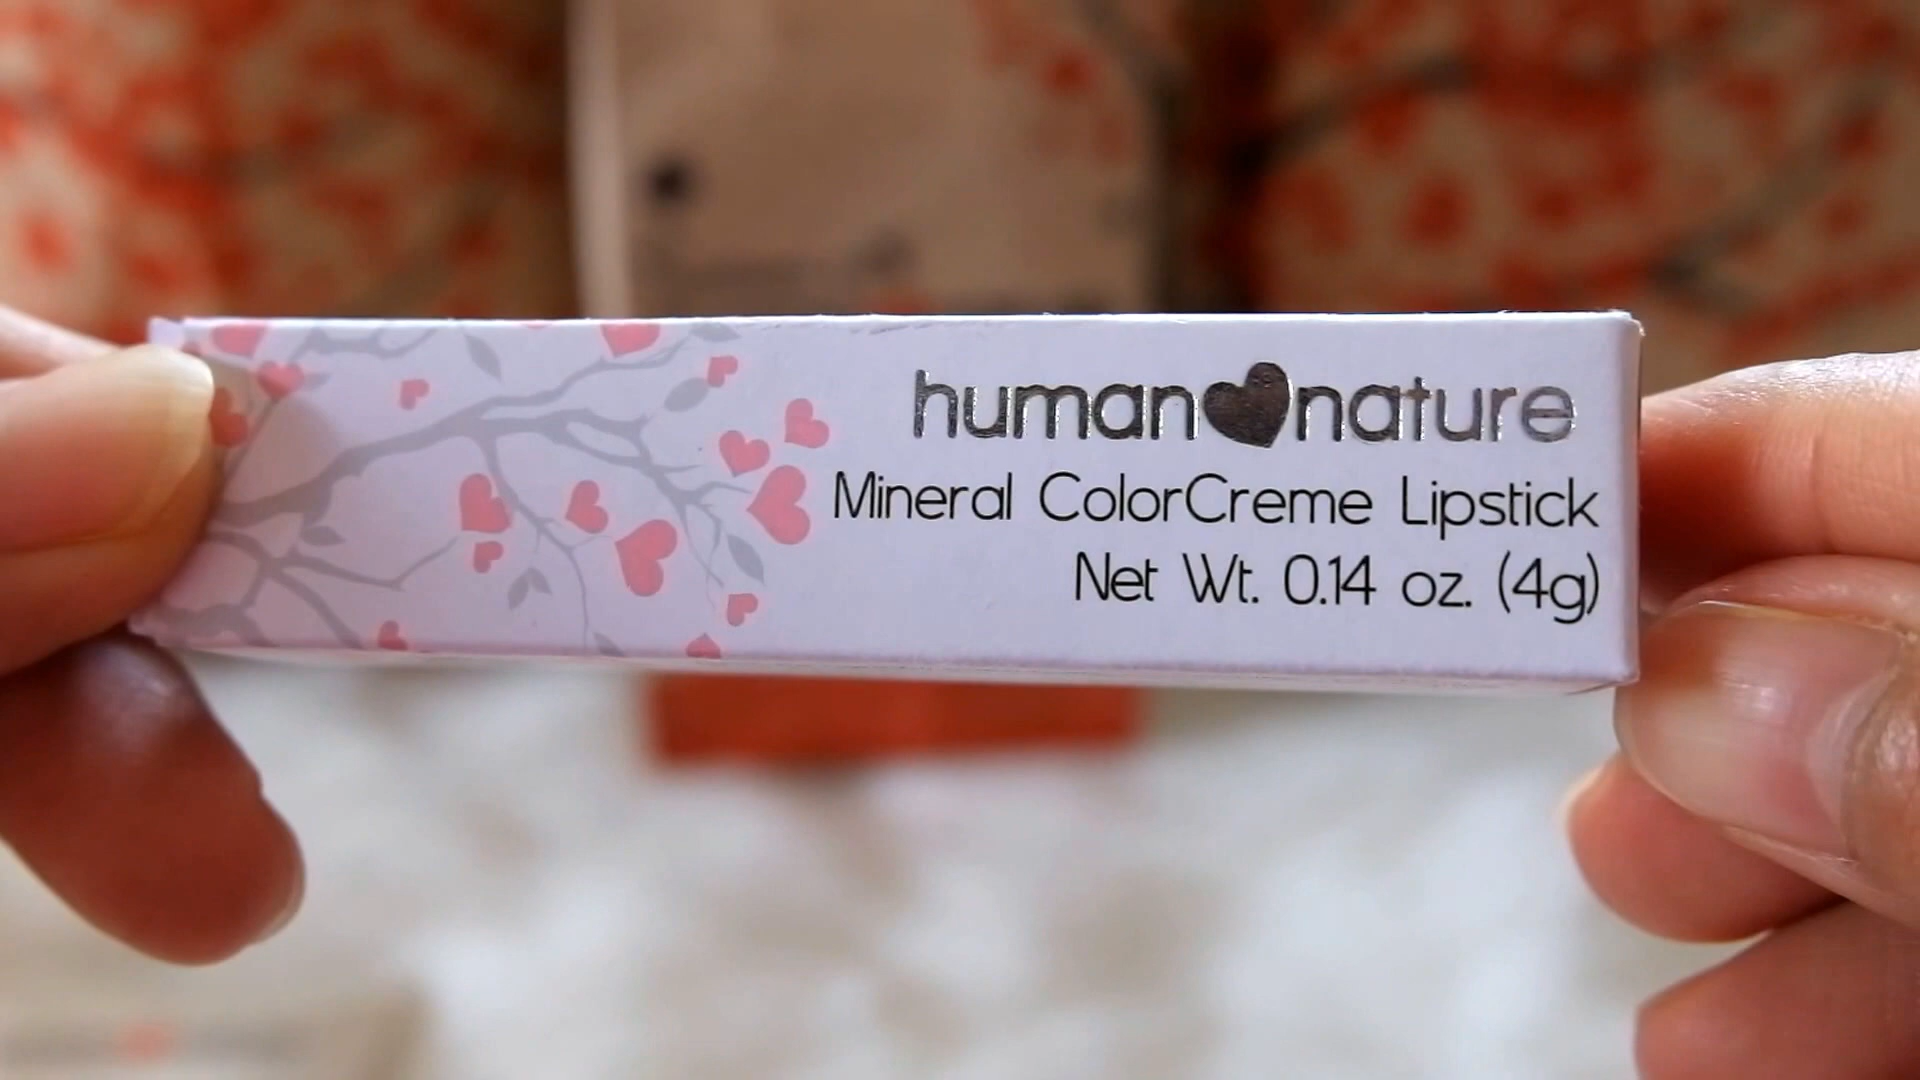 human nature
Mineral ColorCreme Lipstick
Net Wt. 0.14 oz. (4g)